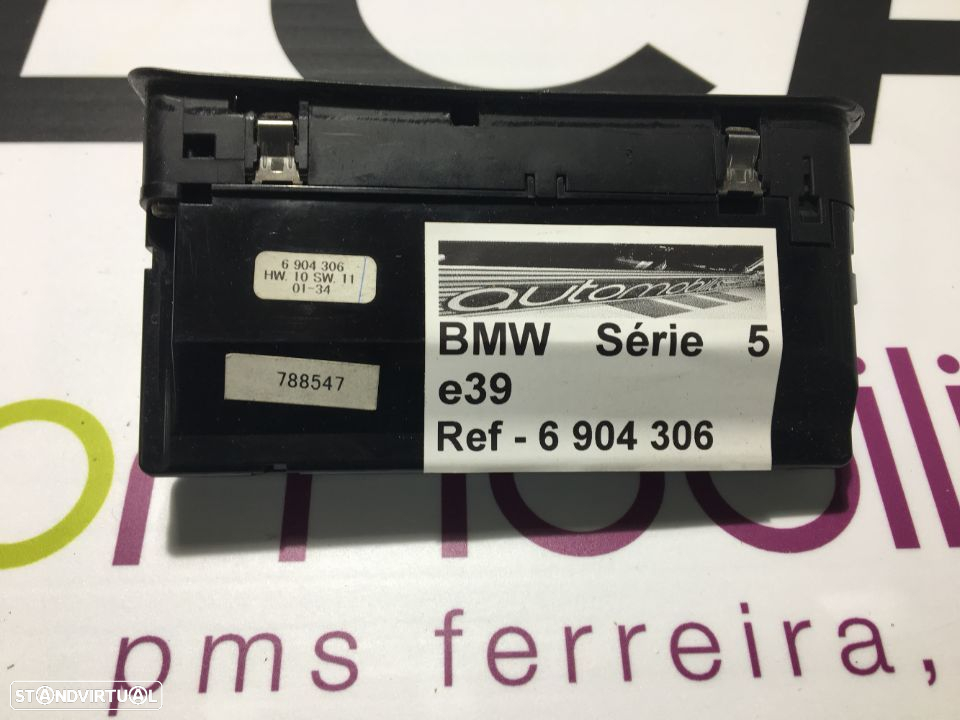 6 904 306
HW. 10 SW. 11
01-34
788547
automobilis
BMW Série 5
e39
Ref - 6 904 306
pms ferreira,
STANDVIRTUAL